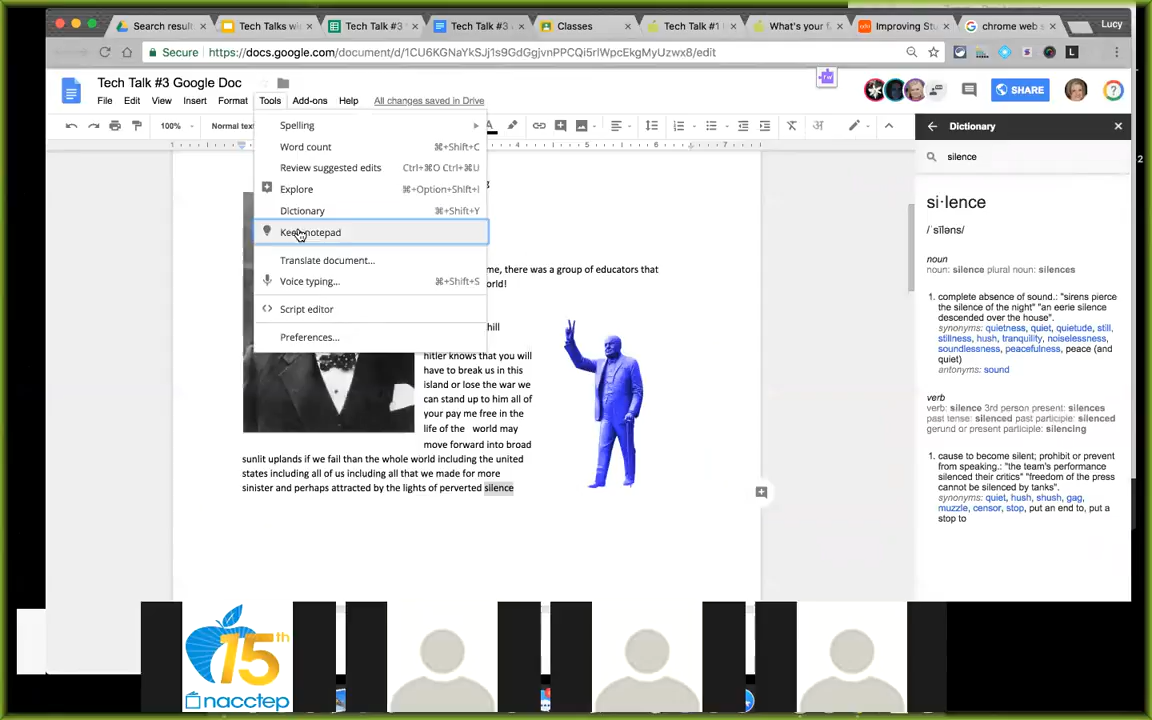 Search result
Tech Talks wi
Tech Talk #3
Tech Talk #3
Classes
Tech Talk #1
What's your f
Improving Stu
chrome web s
Lucy
Secure
https://docs.google.com/document/d/1CU6KGNaYkSJj1s9GdGgjvnPPCQi5rIWpcEkgMyUzwx8/edit
Tech Talk #3 Google Doc
File Edit View Insert Format Tools Add-ons Help All changes saved in Drive
SHARE
100% Normal text
Spelling
Word count ⌘+Shift+C
Review suggested edits Ctrl+⌘O Ctrl+⌘U
Explore ⌘+Option+Shift+I
Dictionary ⌘+Shift+Y
Keep notepad
Translate document...
Voice typing... ⌘+Shift+S
Script editor
Preferences...
me, there was a group of educators that
orld!
hill
hitler knows that you will
have to break us in this
island or lose the war we
can stand up to him all of
your pay me free in the
life of the world may
move forward into broad
sunlit uplands if we fail than the whole world including the united
states including all of us including all that we made for more
sinister and perhaps attracted by the lights of perverted silence
Dictionary
silence
si·lence
/ˈsīləns/
noun
noun: silence plural noun: silences
1. complete absence of sound.: "sirens pierce
the silence of the night" "an eerie silence
descended over the house".
synonyms: quietness, quiet, quietude, still,
stillness, hush, tranquility, noiselessness,
soundlessness, peacefulness, peace (and
quiet)
antonyms: sound
verb
verb: silence 3rd person present: silences
past tense: silenced past participle: silenced
gerund or present participle: silencing
1. cause to become silent; prohibit or prevent
from speaking.: "the team's performance
silenced their critics" "freedom of the press
cannot be silenced by tanks".
synonyms: quiet, hush, shush, gag,
muzzle, censor, stop, put an end to, put a
stop to
15th
nacctep